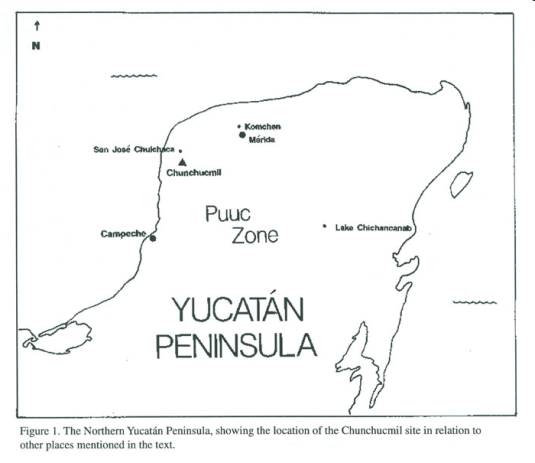 N
Komchen
Mérida
San José Chulchaca
Chunchucmil
Puuc
Zone
Lake Chichancanab
Campeche
YUCATÁN
PENINSULA
Figure 1. The Northern Yucatán Peninsula, showing the location of the Chunchucmil site in relation to
other places mentioned in the text.